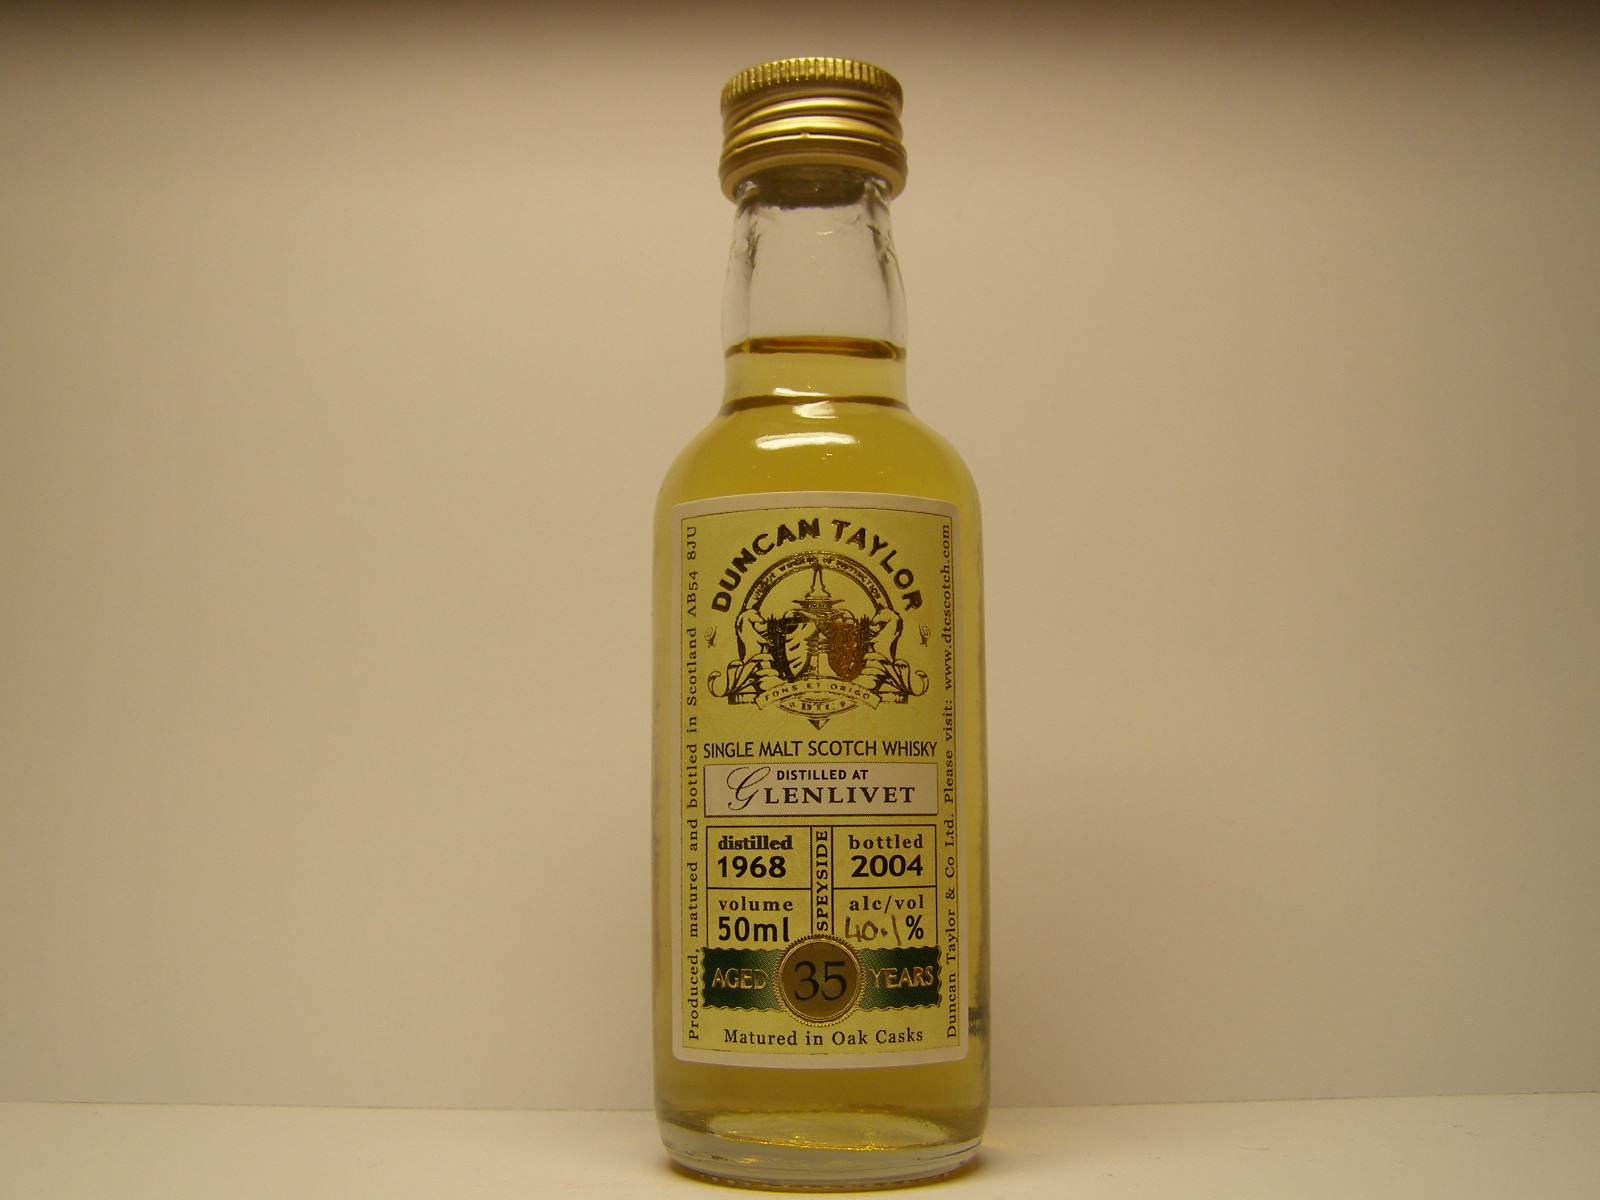 DUNCAN TAYLOR
FONS ET ORIGO
DTC
SINGLE MALT SCOTCH WHISKY
DISTILLED AT
GLENLIVET
distilled
1968
SPEYSIDE
bottled
2004
volume
50ml
alc/vol
40.1%
AGED 35 YEARS
Matured in Oak Casks
Produced, matured and bottled in Scotland AB54 8JU
Duncan Taylor & Co Ltd. Please visit: www.dtcscotch.com